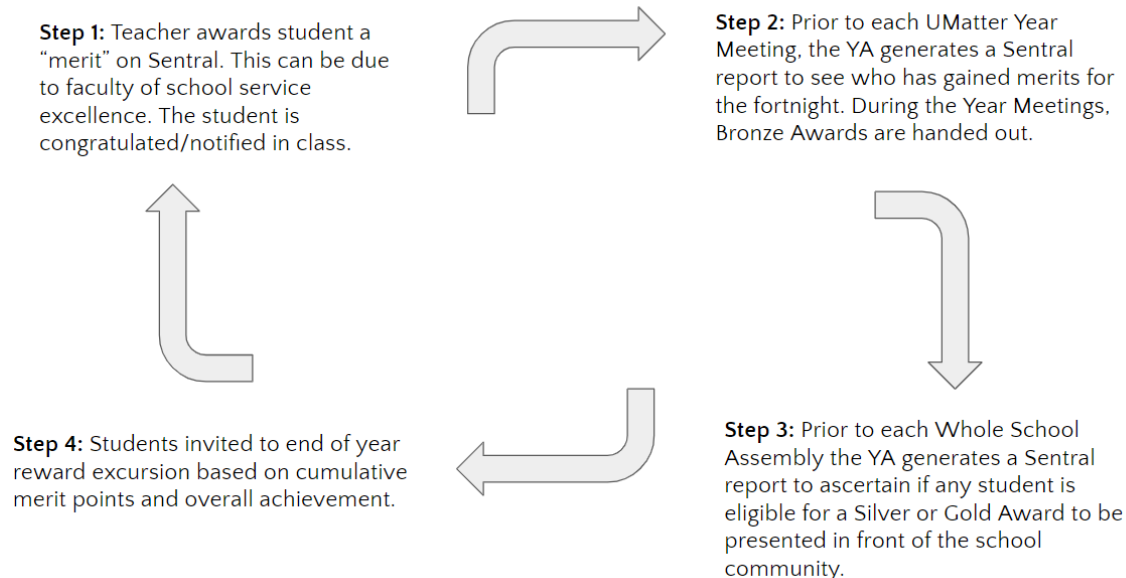 Step 1: Teacher awards student a
“merit” on Sentral. This can be due
to faculty of school service
excellence. The student is
congratulated/notified in class.
Step 2: Prior to each UMatter Year
Meeting, the YA generates a Sentral
report to see who has gained merits for
the fortnight. During the Year Meetings,
Bronze Awards are handed out.
Step 3: Prior to each Whole School
Assembly the YA generates a Sentral
report to ascertain if any student is
eligible for a Silver or Gold Award to be
presented in front of the school
community.
Step 4: Students invited to end of year
reward excursion based on cumulative
merit points and overall achievement.